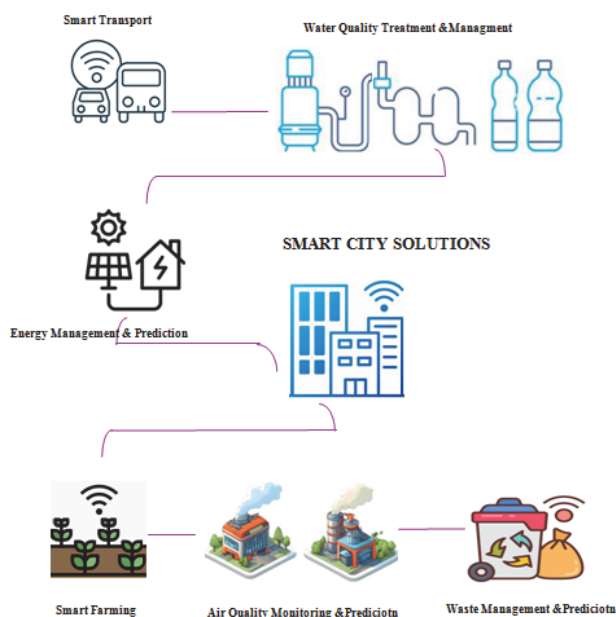 Smart Transport
Water Quality Treatment &Managment
SMART CITY SOLUTIONS
Energy Management & Prediction
Smart Farming
Air Quality Monitoring &Prediciotn
Waste Management &Prediciotn